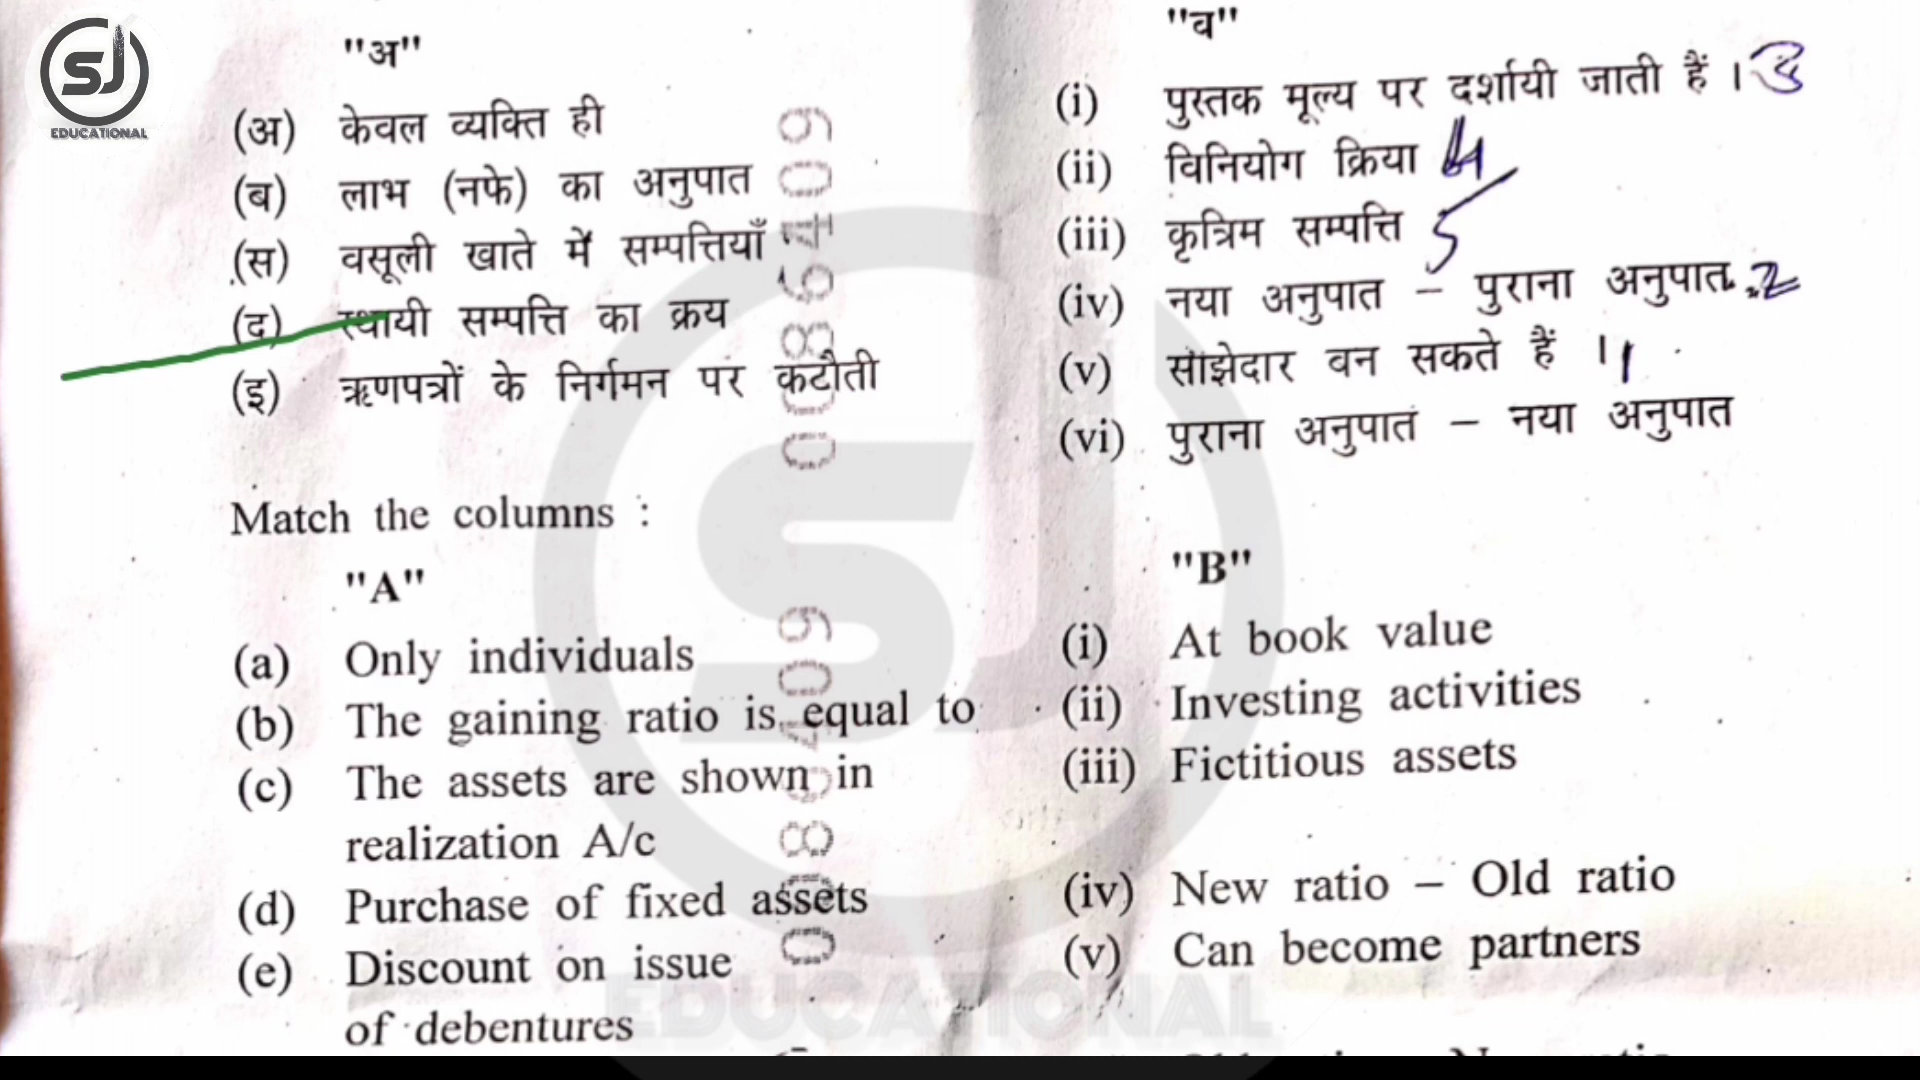 SJ
EDUCATIONAL
"अ"
"व"
(अ) केवल व्यक्ति ही
(i) पुस्तक मूल्य पर दर्शायी जाती हैं । 3
(ब) लाभ (नफे) का अनुपात
(ii) विनियोग क्रिया 4
(स) वसूली खाते में सम्पत्तियाँ
(iii) कृत्रिम सम्पत्ति 5
(द) स्थायी सम्पत्ति का क्रय
(iv) नया अनुपात – पुराना अनुपात 2
(इ) ऋणपत्रों के निर्गमन पर कटौती
(v) साझेदार वन सकते हैं । 1
(vi) पुराना अनुपात – नया अनुपात
Match the columns :
"A"
"B"
(a) Only individuals
(i) At book value
(b) The gaining ratio is equal to
(ii) Investing activities
(c) The assets are shown in
realization A/c
(iii) Fictitious assets
(d) Purchase of fixed assets
(iv) New ratio – Old ratio
(e) Discount on issue
of debentures
(v) Can become partners
SJ
EDUCATIONAL